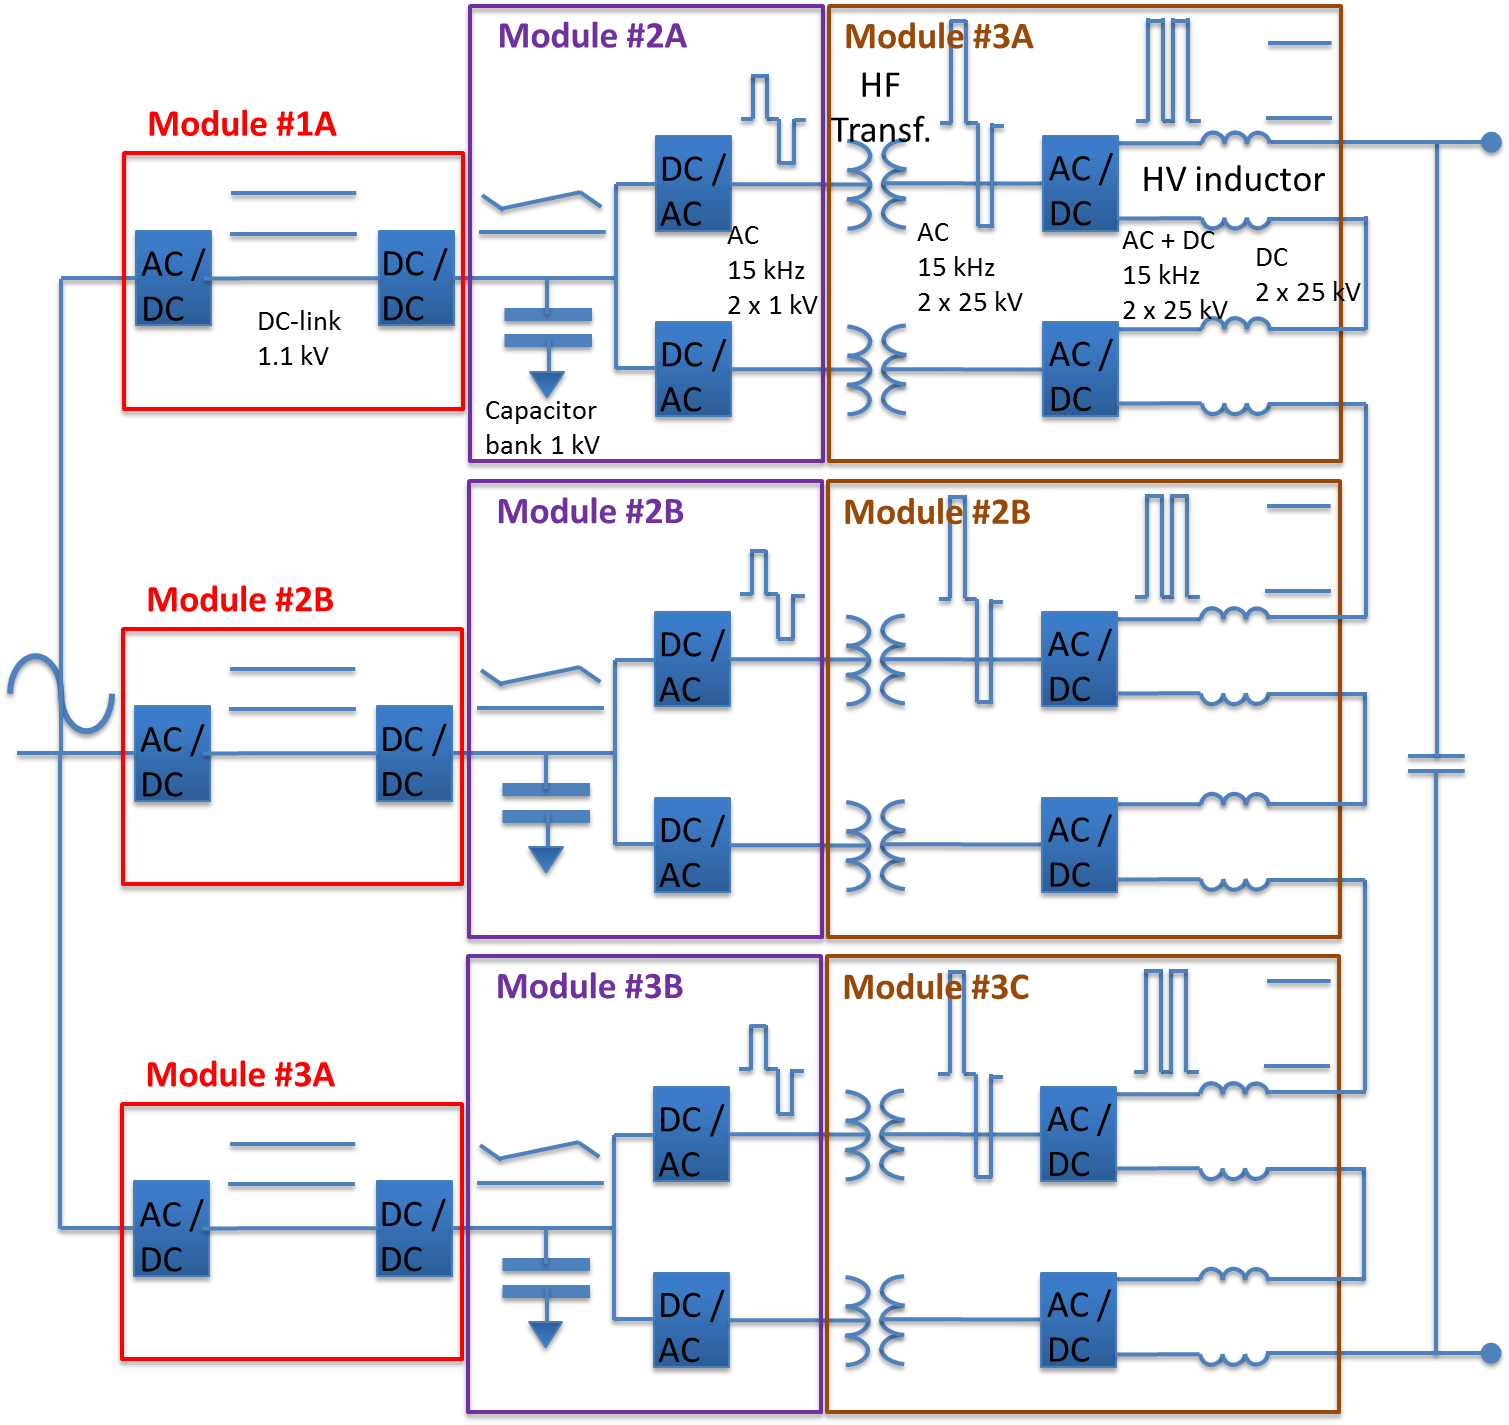 Module #1A
AC /
DC
DC-link
1.1 kV
DC /
DC
Module #2A
Capacitor
bank 1 kV
DC /
AC
AC
15 kHz
2 x 1 kV
DC /
AC
Module #3A
HF
Transf.
AC
15 kHz
2 x 25 kV
AC /
DC
HV inductor
AC + DC
15 kHz
2 x 25 kV
DC
2 x 25 kV
AC /
DC
Module #2B
AC /
DC
DC /
DC
Module #2B
DC /
AC
DC /
AC
Module #2B
AC /
DC
AC /
DC
Module #3A
AC /
DC
DC /
DC
Module #3B
DC /
AC
DC /
AC
Module #3C
AC /
DC
AC /
DC